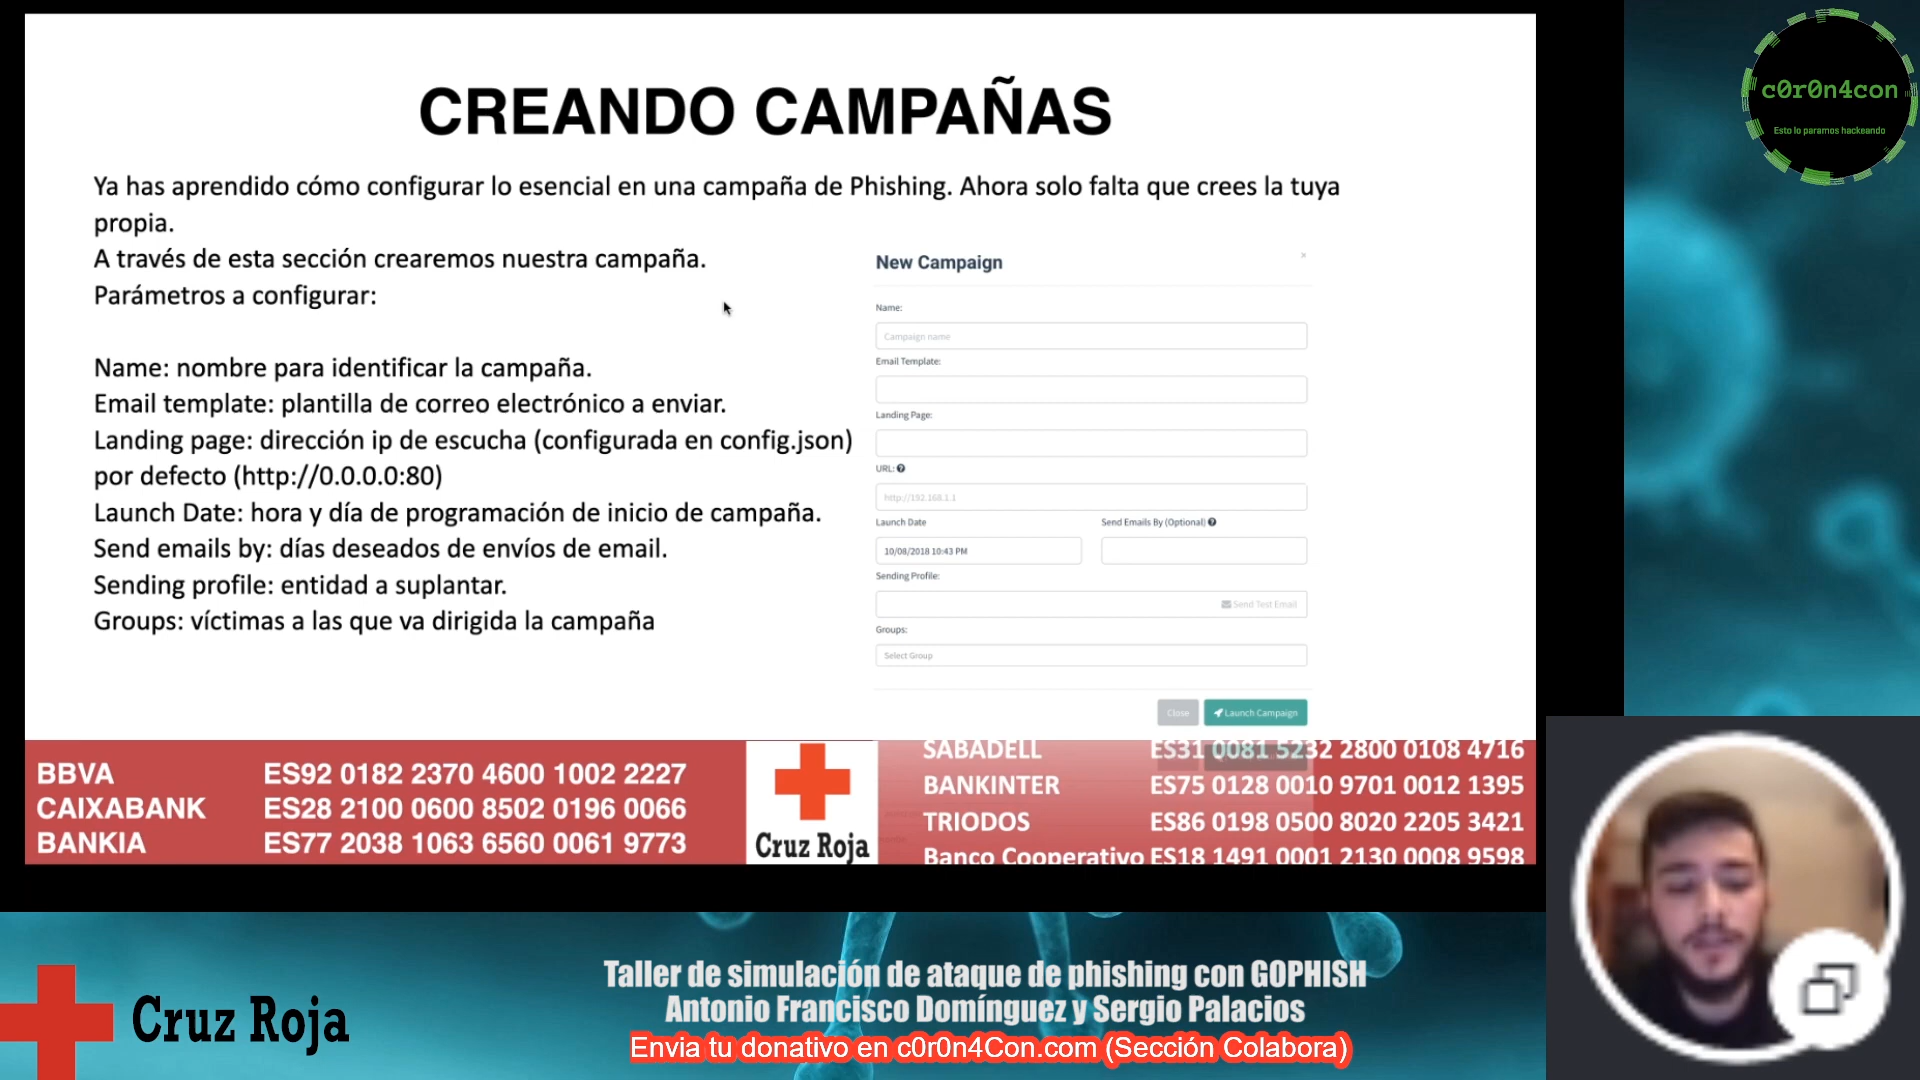 CREANDO CAMPAÑAS
Ya has aprendido cómo configurar lo esencial en una campaña de Phishing. Ahora solo falta que crees la tuya
propia.
A través de esta sección crearemos nuestra campaña.
Parámetros a configurar:
Name: nombre para identificar la campaña.
Email template: plantilla de correo electrónico a enviar.
Landing page: dirección ip de escucha (configurada en config.json)
por defecto (http://0.0.0.0:80)
Launch Date: hora y día de programación de inicio de campaña.
Send emails by: días deseados de envíos de email.
Sending profile: entidad a suplantar.
Groups: víctimas a las que va dirigida la campaña
New Campaign
×
Name:
Campaign name
Email Template:
Landing Page:
URL:
http://192.168.1.1
Launch Date
Send Emails By (Optional)
10/08/2018 10:43 PM
Sending Profile:
Send Test Email
Groups:
Select Group
Close
Launch Campaign
BBVA ES92 0182 2370 4600 1002 2227
CAIXABANK ES28 2100 0600 8502 0196 0066
BANKIA ES77 2038 1063 6560 0061 9773
Cruz Roja
SABADELL ES31 0081 5232 2800 0108 4716
BANKINTER ES75 0128 0010 9701 0012 1395
TRIODOS ES86 0198 0500 8020 2205 3421
Banco Cooperativo ES18 1491 0001 2130 0008 9598
c0r0n4con
Esto lo paramos hackeando
Cruz Roja
Taller de simulación de ataque de phishing con GOPHISH
Antonio Francisco Domínguez y Sergio Palacios
Envia tu donativo en c0r0n4Con.com (Sección Colabora)